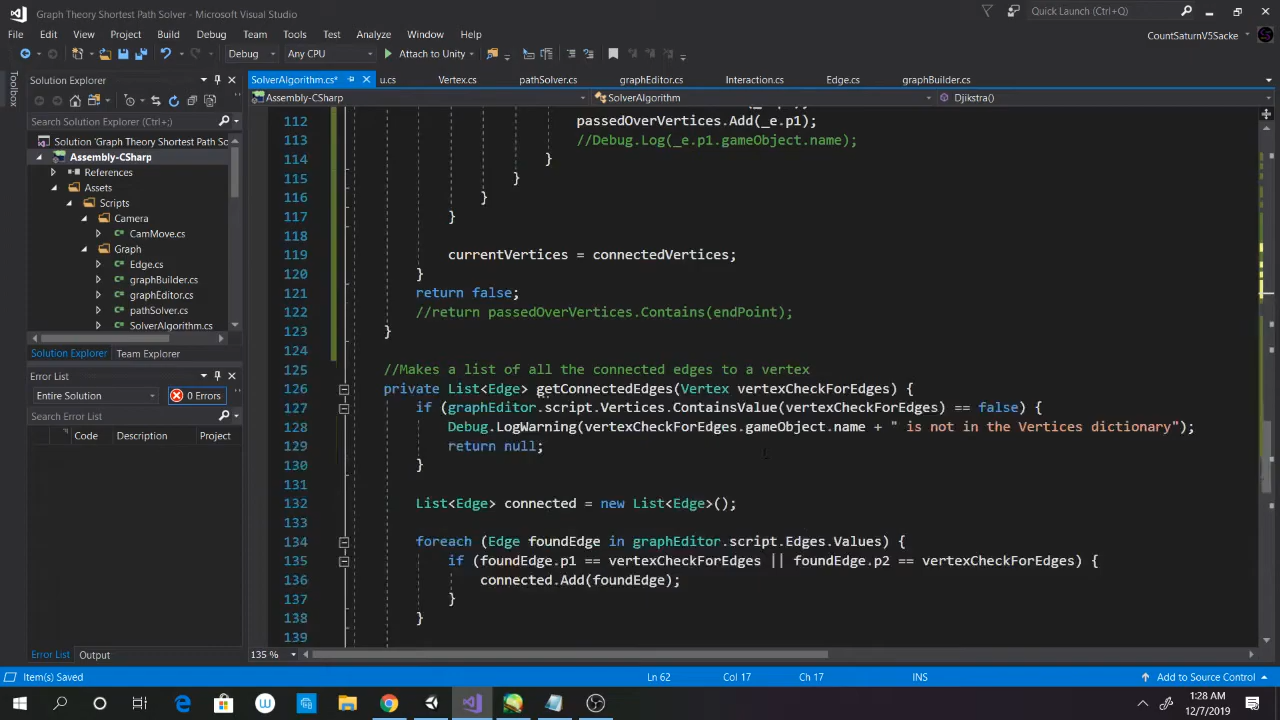 Graph Theory Shortest Path Solver - Microsoft Visual Studio
Quick Launch (Ctrl+Q)
File Edit View Project Build Debug Team Tools Test Analyze Window Help
CountSaturnV5Sacke
Debug Any CPU Attach to Unity
Toolbox
Solution Explorer
SolverAlgorithm.cs* u.cs Vertex.cs pathSolver.cs graphEditor.cs Interaction.cs Edge.cs graphBuilder.cs
Assembly-CSharp SolverAlgorithm Djikstra()
Search Solution Explorer (Ctrl+;)
Solution 'Graph Theory Shortest Path Sc
Assembly-CSharp
References
Assets
Scripts
Camera
CamMove.cs
Graph
Edge.cs
graphBuilder.cs
graphEditor.cs
pathSolver.cs
SolverAlgorithm.cs
Solution Explorer Team Explorer
Error List
Entire Solution 0 Errors
Search Error List
Code Description Project
Error List Output
112 passedOverVertices.Add(_e.p1);
113 //Debug.Log(_e.p1.gameObject.name);
114 }
115 }
116 }
117 }
118
119 currentVertices = connectedVertices;
120 }
121 return false;
122 //return passedOverVertices.Contains(endPoint);
123 }
124
125 //Makes a list of all the connected edges to a vertex
126 private List<Edge> getConnectedEdges(Vertex vertexCheckForEdges) {
127 if (graphEditor.script.Vertices.ContainsValue(vertexCheckForEdges) == false) {
128 Debug.LogWarning(vertexCheckForEdges.gameObject.name + " is not in the Vertices dictionary");
129 return null;
130 }
131
132 List<Edge> connected = new List<Edge>();
133
134 foreach (Edge foundEdge in graphEditor.script.Edges.Values) {
135 if (foundEdge.p1 == vertexCheckForEdges || foundEdge.p2 == vertexCheckForEdges) {
136 connected.Add(foundEdge);
137 }
138 }
139
135 %
Item(s) Saved Ln 62 Col 17 Ch 17 INS Add to Source Control
1:28 AM
12/7/2019